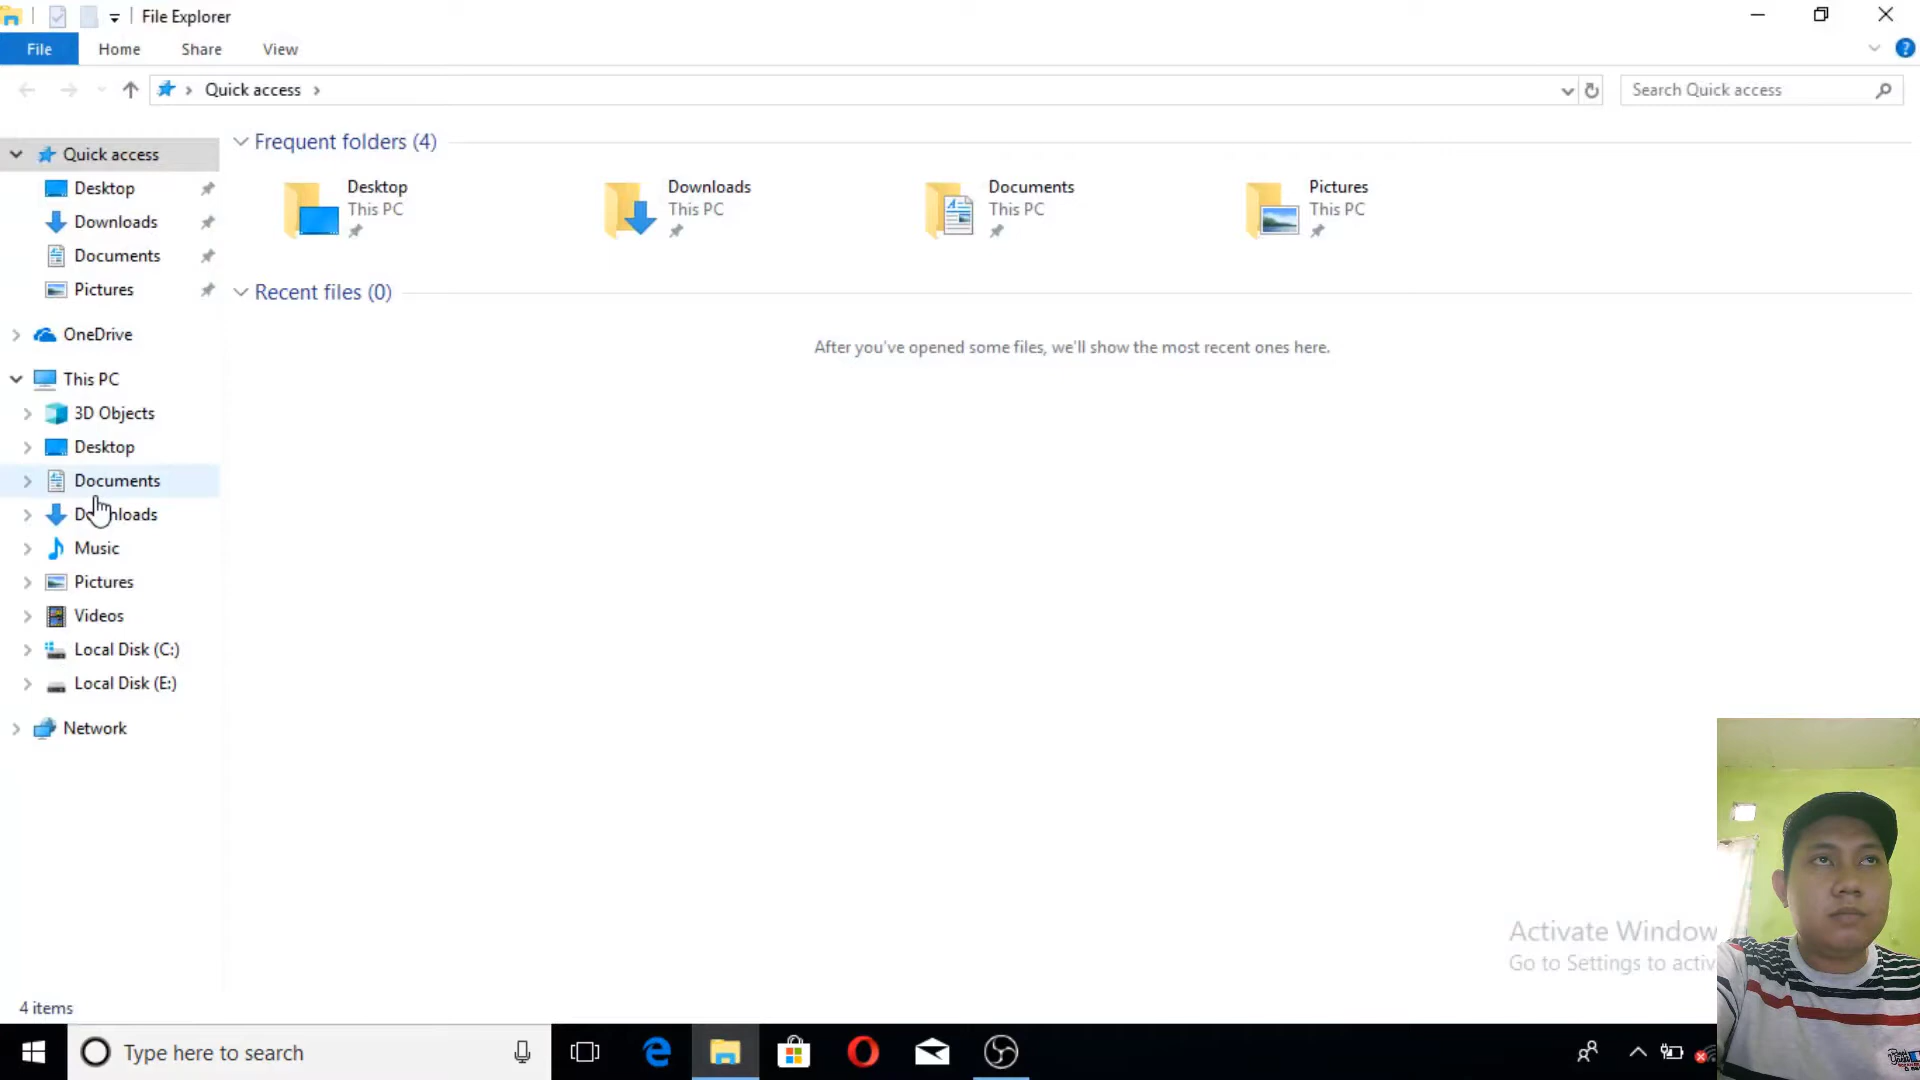 File Explorer
File Home Share View
Quick access
Search Quick access
Quick access
Desktop
Downloads
Documents
Pictures
OneDrive
This PC
3D Objects
Desktop
Documents
Downloads
Music
Pictures
Videos
Local Disk (C:)
Local Disk (E:)
Network
Frequent folders (4)
Desktop
This PC
Downloads
This PC
Documents
This PC
Pictures
This PC
Recent files (0)
After you've opened some files, we'll show the most recent ones here.
Activate Window
Go to Settings to activ
4 items
Type here to search